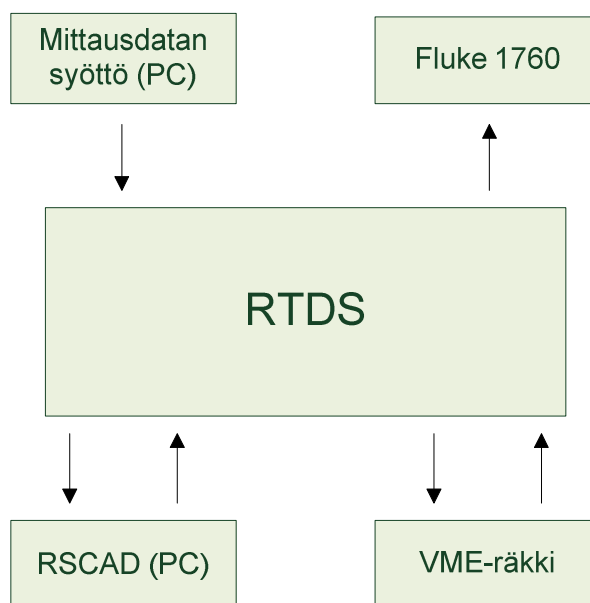 Mittausdatan
syöttö (PC)
Fluke 1760
RTDS
RSCAD (PC)
VME-räkki